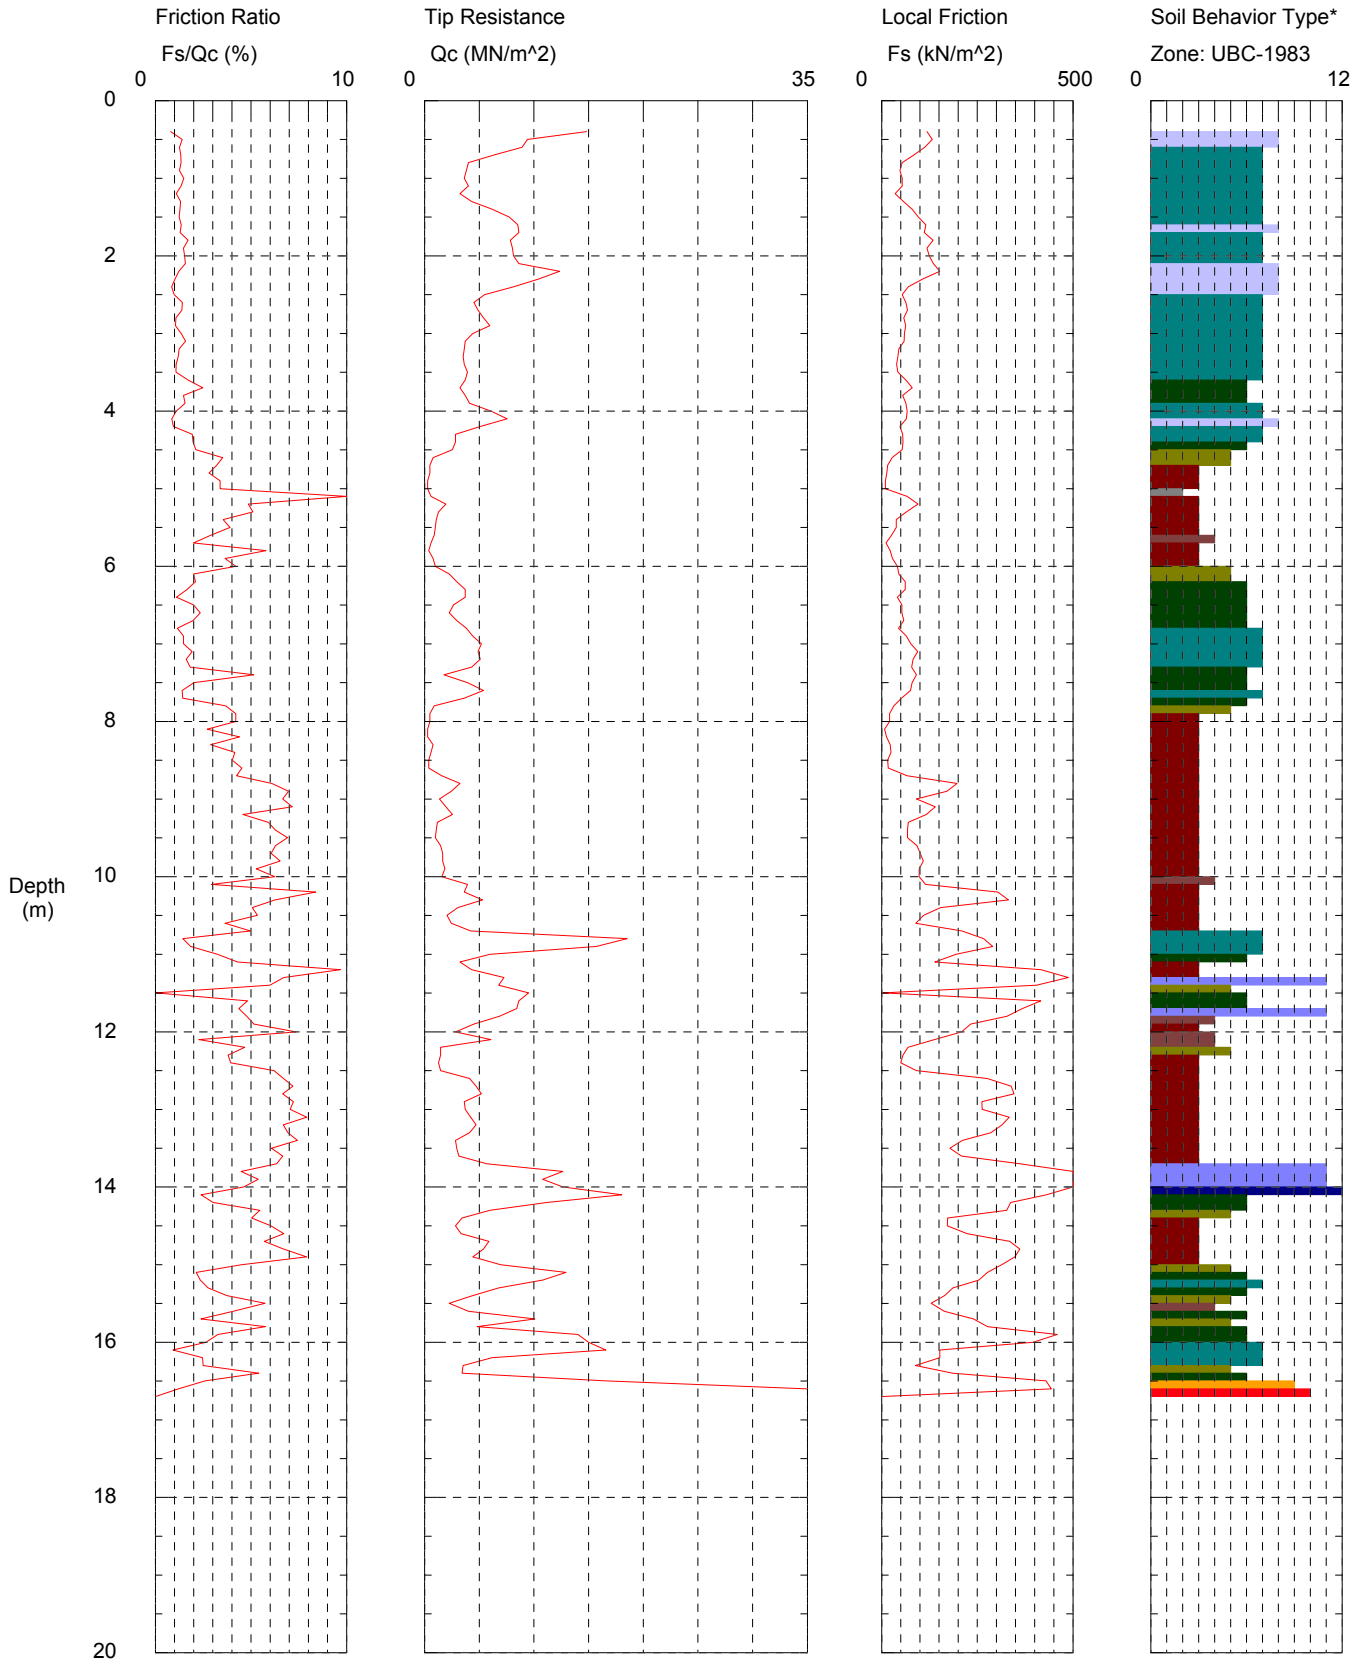 Friction Ratio
Tip Resistance
Local Friction
Soil Behavior Type*
Fs/Qc (%)
Qc (MN/m^2)
Fs (kN/m^2)
Zone: UBC-1983
0
10
0
35
0
500
0
12
0
2
4
6
8
10
Depth
(m)
12
14
16
18
20